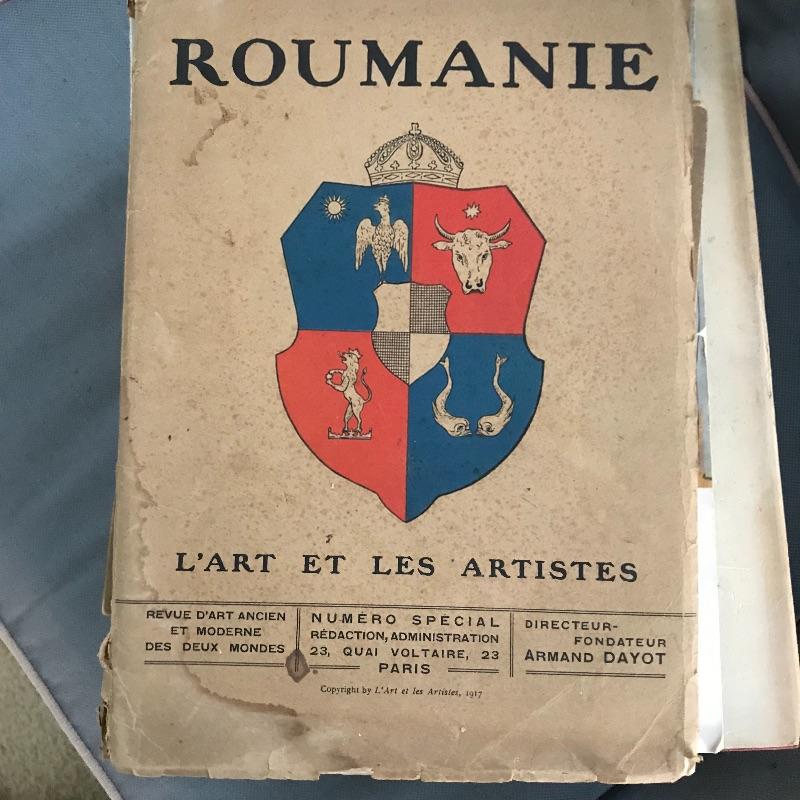 ROUMANIE
L'ART ET LES ARTISTES
REVUE D'ART ANCIEN
ET MODERNE
DES DEUX MONDES
NUMÉRO SPÉCIAL
RÉDACTION, ADMINISTRATION
23, QUAI VOLTAIRE, 23
PARIS
DIRECTEUR-
FONDATEUR
ARMAND DAYOT
Copyright by L'Art et les Artistes, 1917